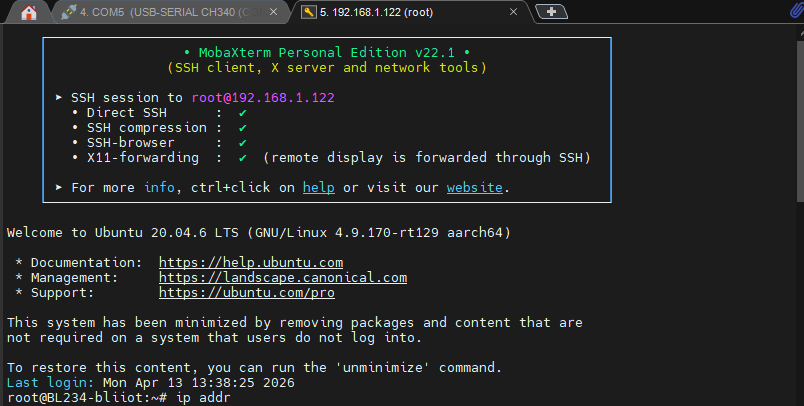 4. COM5  (USB-SERIAL CH340 (CO
5. 192.168.1.122 (root)
• MobaXterm Personal Edition v22.1 •
(SSH client, X server and network tools)
➤ SSH session to root@192.168.1.122
• Direct SSH      :  ✔
• SSH compression :  ✔
• SSH-browser     :  ✔
• X11-forwarding  :  ✔  (remote display is forwarded through SSH)
➤ For more info, ctrl+click on help or visit our website.
Welcome to Ubuntu 20.04.6 LTS (GNU/Linux 4.9.170-rt129 aarch64)
* Documentation:  https://help.ubuntu.com
* Management:     https://landscape.canonical.com
* Support:        https://ubuntu.com/pro
This system has been minimized by removing packages and content that are
not required on a system that users do not log into.
To restore this content, you can run the 'unminimize' command.
Last login: Mon Apr 13 13:38:25 2026
root@BL234-bliiot:~# ip addr